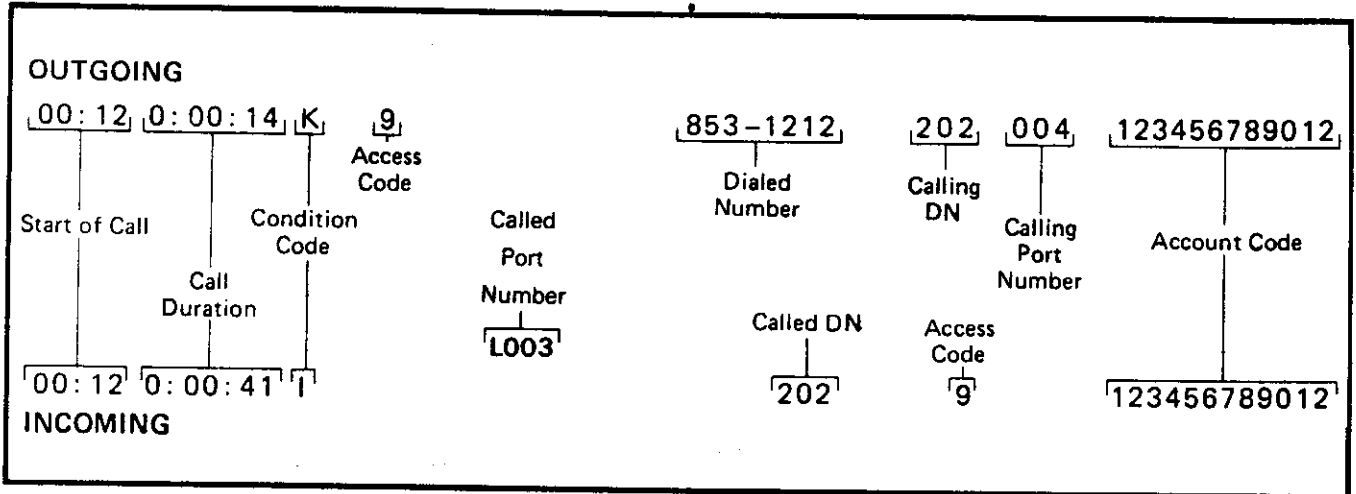 OUTGOING
00:12 0:00:14 K 9 853-1212 202 004 123456789012
Access
Code
Dialed
Number
Calling
DN
Start of Call
Condition
Code
Called
Port
Number
Calling
Port
Number
Account Code
Call
Duration
Called DN
Access
Code
L003
00:12 0:00:41 I 202 9 123456789012
INCOMING